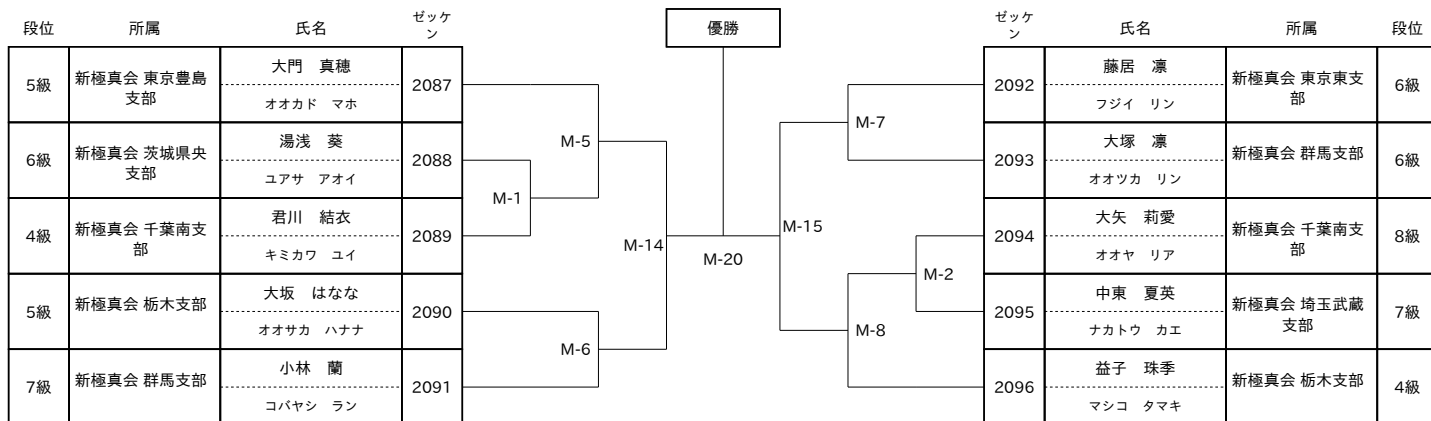 段位 所属 氏名 ゼッケン
5級 新極真会 東京豊島支部 大門 真穂 オオカド マホ 2087
6級 新極真会 茨城県央支部 湯浅 葵 ユアサ アオイ 2088
4級 新極真会 千葉南支部 君川 結衣 キミカワ ユイ 2089
5級 新極真会 栃木支部 大坂 はなな オオサカ ハナナ 2090
7級 新極真会 群馬支部 小林 蘭 コバヤシ ラン 2091
M-5
M-1
M-14
M-6
優勝
M-20
M-7
M-15
M-2
M-8
ゼッケン 氏名 所属 段位
2092 藤居 凛 フジイ リン 新極真会 東京東支部 6級
2093 大塚 凛 オオツカ リン 新極真会 群馬支部 6級
2094 大矢 莉愛 オオヤ リア 新極真会 千葉南支部 8級
2095 中東 夏英 ナカトウ カエ 新極真会 埼玉武蔵支部 7級
2096 益子 珠季 マシコ タマキ 新極真会 栃木支部 4級